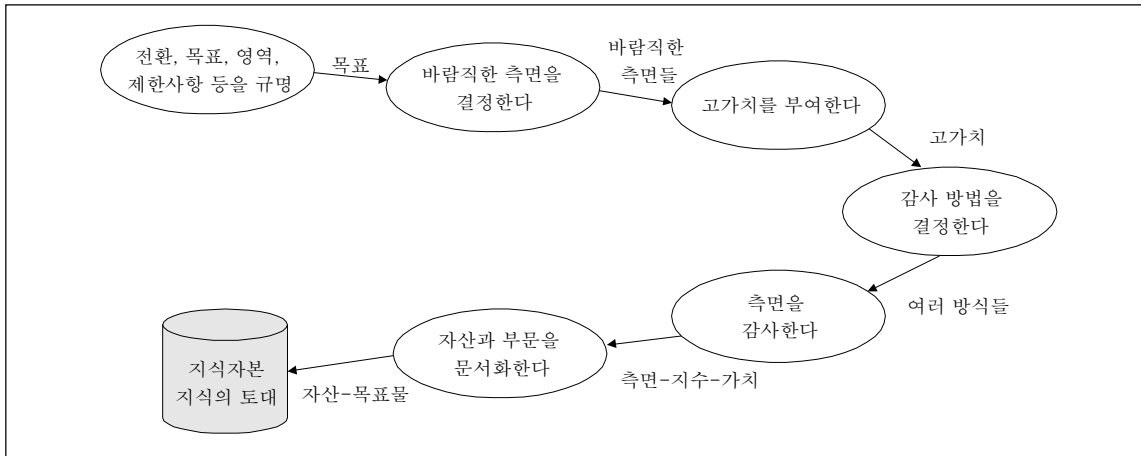 전환, 목표, 영역,
제한사항 등을 규명
목표
바람직한 측면을
결정한다
바람직한
측면들
고가치를 부여한다
고가치
감사 방법을
결정한다
여러 방식들
측면을
감사한다
측면-지수-가치
자산과 부문을
문서화한다
자산-목표물
지식자본
지식의 토대